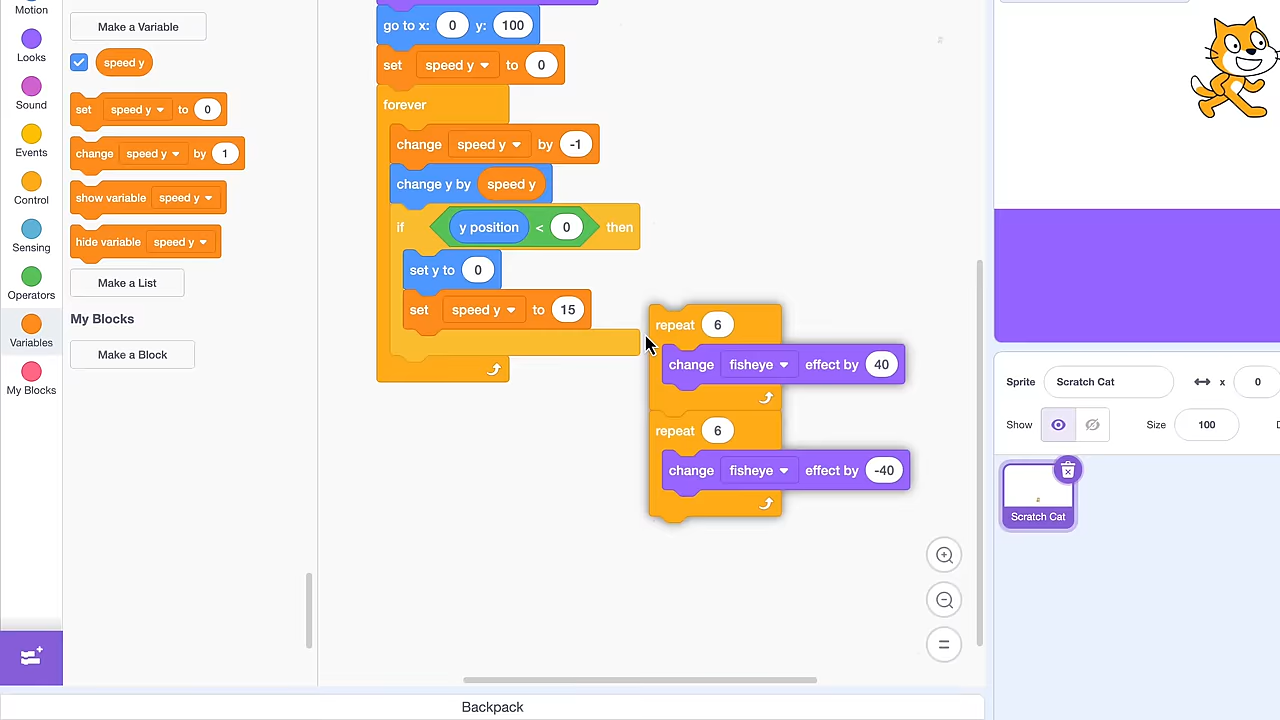 Motion
Looks
Sound
Events
Control
Sensing
Operators
Variables
My Blocks
Make a Variable
speed y
set speed y to 0
change speed y by 1
show variable speed y
hide variable speed y
Make a List
My Blocks
Make a Block
go to x: 0 y: 100
set speed y to 0
forever
change speed y by -1
change y by speed y
if y position < 0 then
set y to 0
set speed y to 15
repeat 6
change fisheye effect by 40
repeat 6
change fisheye effect by -40
Sprite Scratch Cat x 0
Show Size 100
Scratch Cat
Backpack